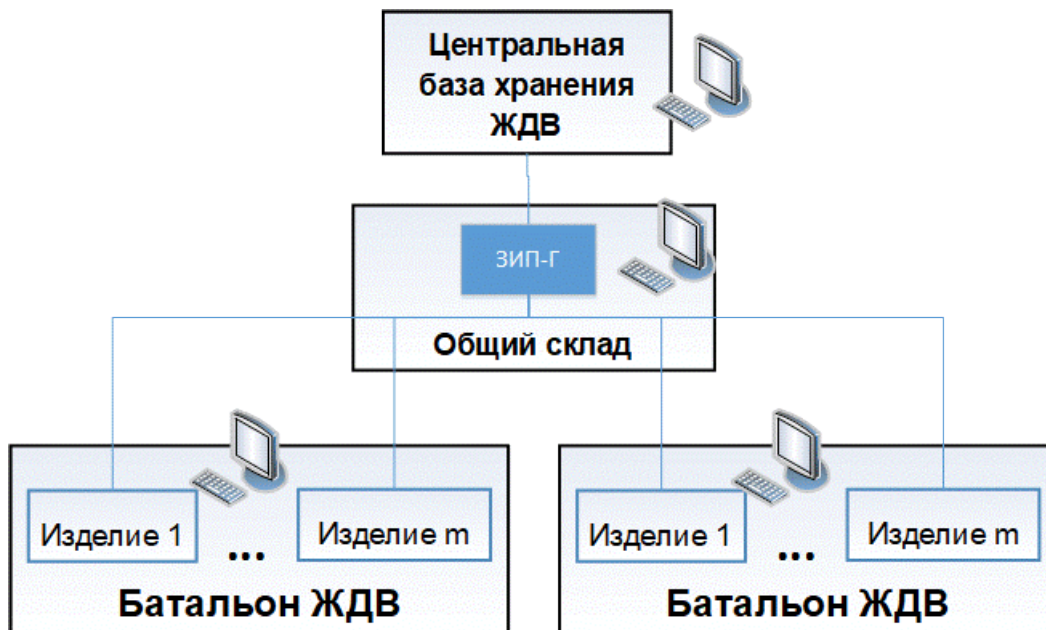 Центральная
база хранения
ЖДВ
ЗИП-Г
Общий склад
Изделие 1
...
Изделие m
Батальон ЖДВ
Изделие 1
...
Изделие m
Батальон ЖДВ